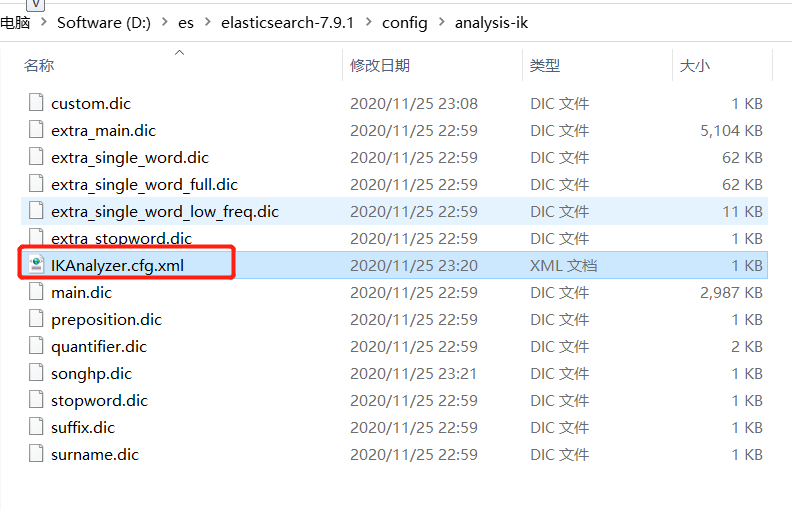 V
电脑 > Software (D:) > es > elasticsearch-7.9.1 > config > analysis-ik
名称 修改日期 类型 大小
custom.dic 2020/11/25 23:08 DIC 文件 1 KB
extra_main.dic 2020/11/25 22:59 DIC 文件 5,104 KB
extra_single_word.dic 2020/11/25 22:59 DIC 文件 62 KB
extra_single_word_full.dic 2020/11/25 22:59 DIC 文件 62 KB
extra_single_word_low_freq.dic 2020/11/25 22:59 DIC 文件 11 KB
extra_stopword.dic 2020/11/25 22:59 DIC 文件 1 KB
IKAnalyzer.cfg.xml 2020/11/25 23:20 XML 文档 1 KB
main.dic 2020/11/25 22:59 DIC 文件 2,987 KB
preposition.dic 2020/11/25 22:59 DIC 文件 1 KB
quantifier.dic 2020/11/25 22:59 DIC 文件 2 KB
songhp.dic 2020/11/25 23:21 DIC 文件 1 KB
stopword.dic 2020/11/25 22:59 DIC 文件 1 KB
suffix.dic 2020/11/25 22:59 DIC 文件 1 KB
surname.dic 2020/11/25 22:59 DIC 文件 1 KB